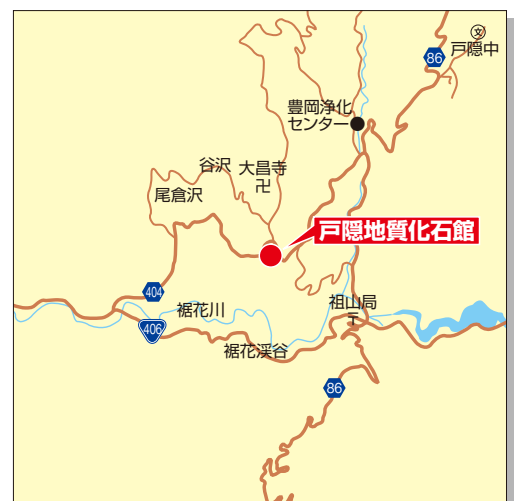 文
戸隠中
86
豊岡浄化
センター
谷沢
大昌寺
卍
尾倉沢
戸隠地質化石館
404
裾花川
祖山局
〒
406
裾花渓谷
86